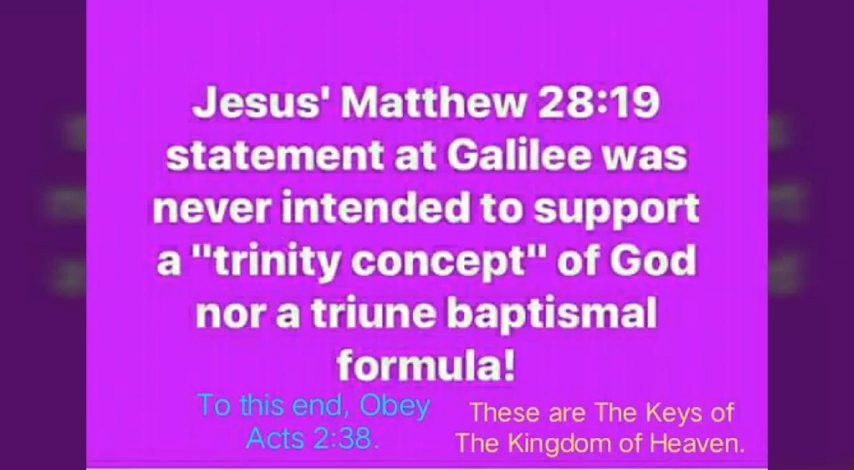 Jesus' Matthew 28:19
statement at Galilee was
never intended to support
a "trinity concept" of God
nor a triune baptismal
formula!
To this end, Obey
Acts 2:38.
These are The Keys of
The Kingdom of Heaven.